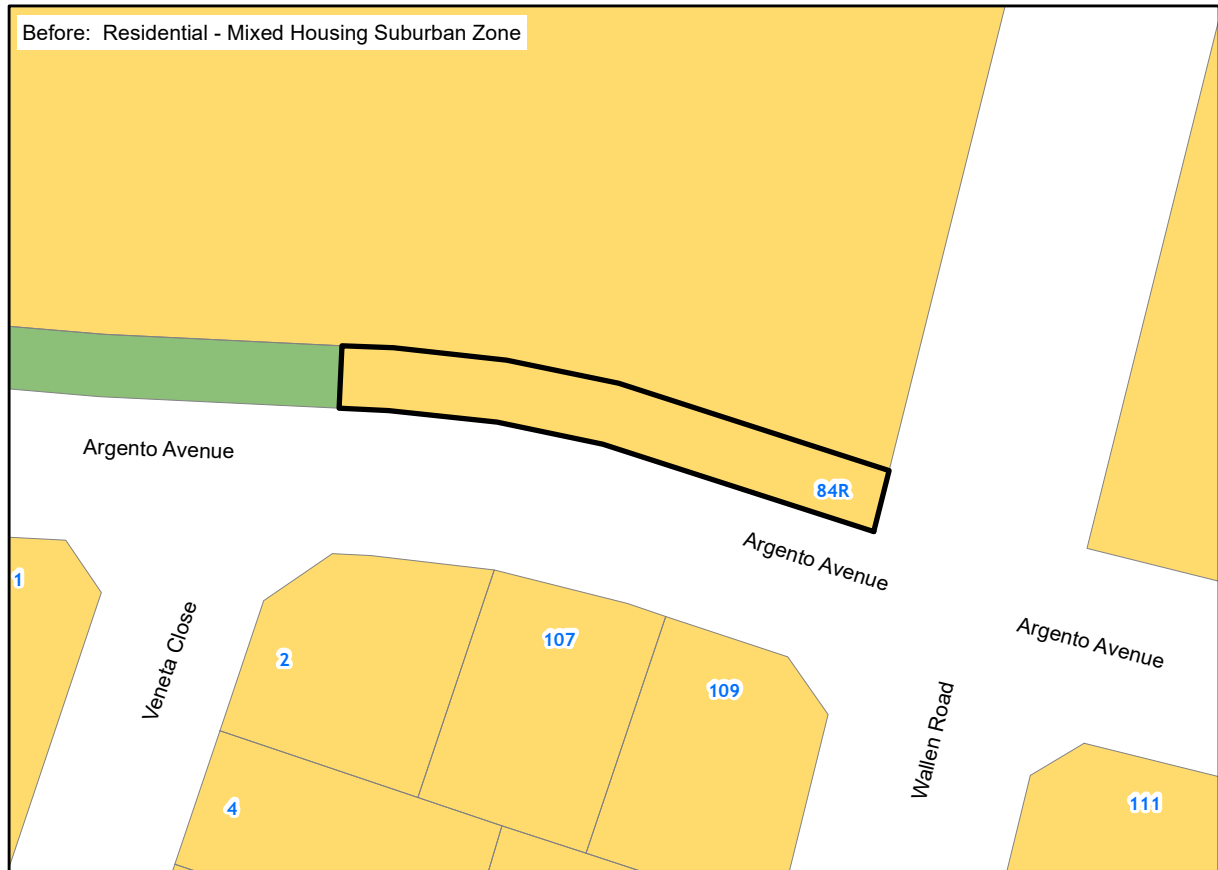 Before: Residential - Mixed Housing Suburban Zone
Argento Avenue
84R
Argento Avenue
1
Veneta Close
2
107
109
Argento Avenue
Wallen Road
4
111